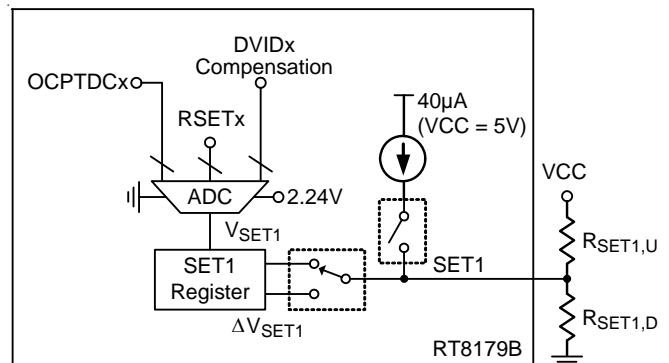 DVIDx
Compensation
OCPTDCx
RSETx
40µA
(VCC = 5V)
VCC
ADC
2.24V
VSET1
SET1
Register
SET1
RSET1,U
RSET1,D
ΔVSET1
RT8179B